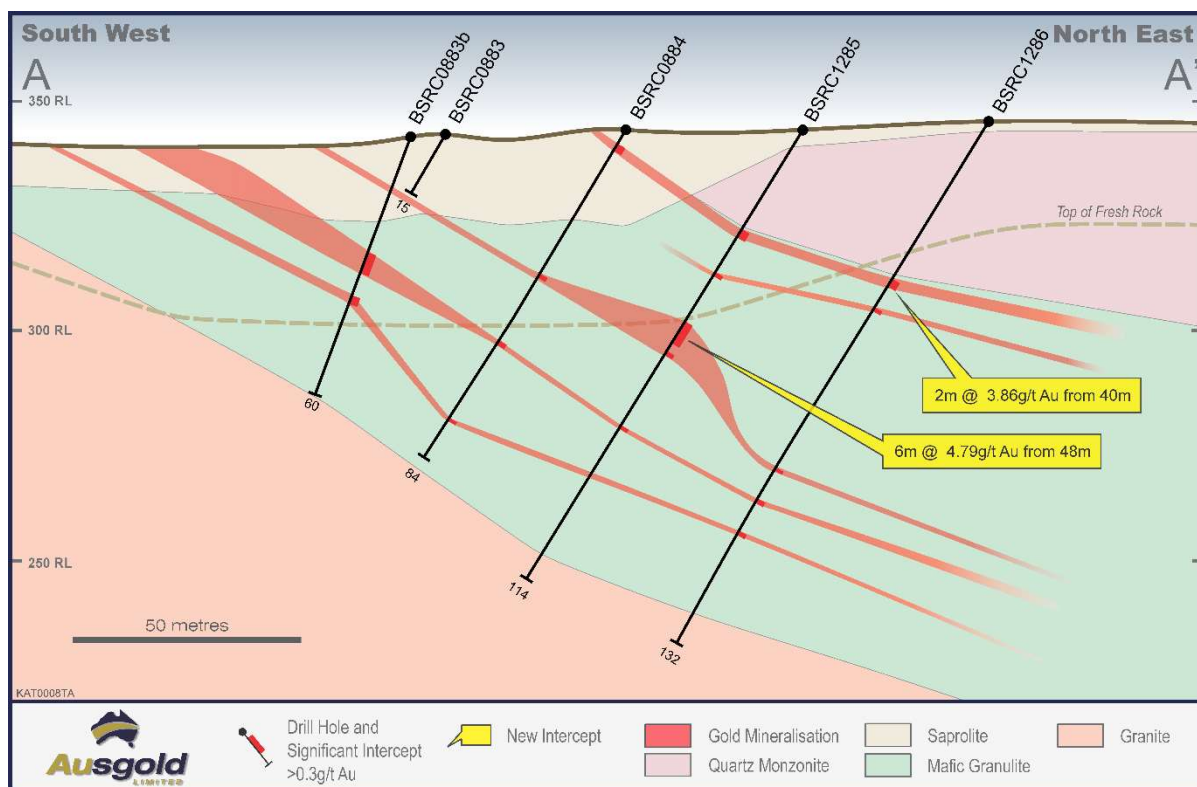 South West
North East
A
A'
BSRC0883b
BSRC0883
BSRC0884
BSRC1285
BSRC1286
350 RL
15
Top of Fresh Rock
300 RL
2m @ 3.86g/t Au from 40m
60
6m @ 4.79g/t Au from 48m
84
250 RL
114
50 metres
132
KAT0008TA
Ausgold
LIMITED
Drill Hole and
Significant Intercept
>0.3g/t Au
New Intercept
Gold Mineralisation
Quartz Monzonite
Saprolite
Mafic Granulite
Granite